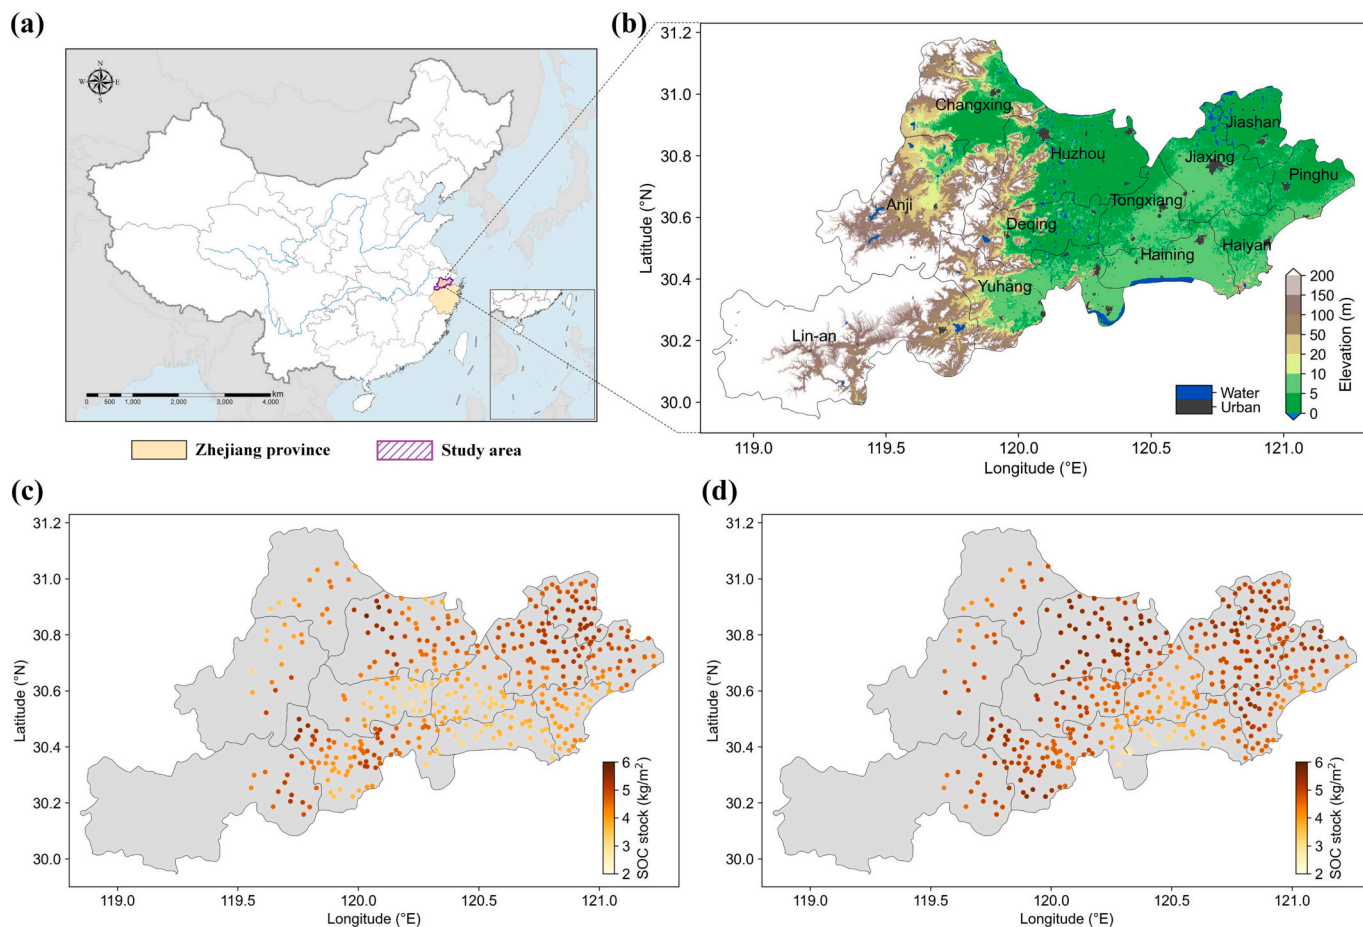 (a)
N
W E
S
km
0 500 1,000 2,000 3,000 4,000
Zhejiang province
Study area
(b)
31.2
31.0
30.8
30.6
30.4
30.2
30.0
Latitude (°N)
Changxing
Huzhou
Jiashan
Jiaxing
Pinghu
Anji
Tongxiang
Deqing
Haining
Haiyan
Yuhang
Lin-an
Water
Urban
200
150
100
50
20
10
5
0
Elevation (m)
119.0 119.5 120.0 120.5 121.0
Longitude (°E)
(c)
31.2
31.0
30.8
30.6
30.4
30.2
30.0
Latitude (°N)
6
5
4
3
2
SOC stock (kg/m²)
119.0 119.5 120.0 120.5 121.0
Longitude (°E)
(d)
31.2
31.0
30.8
30.6
30.4
30.2
30.0
Latitude (°N)
6
5
4
3
2
SOC stock (kg/m²)
119.0 119.5 120.0 120.5 121.0
Longitude (°E)